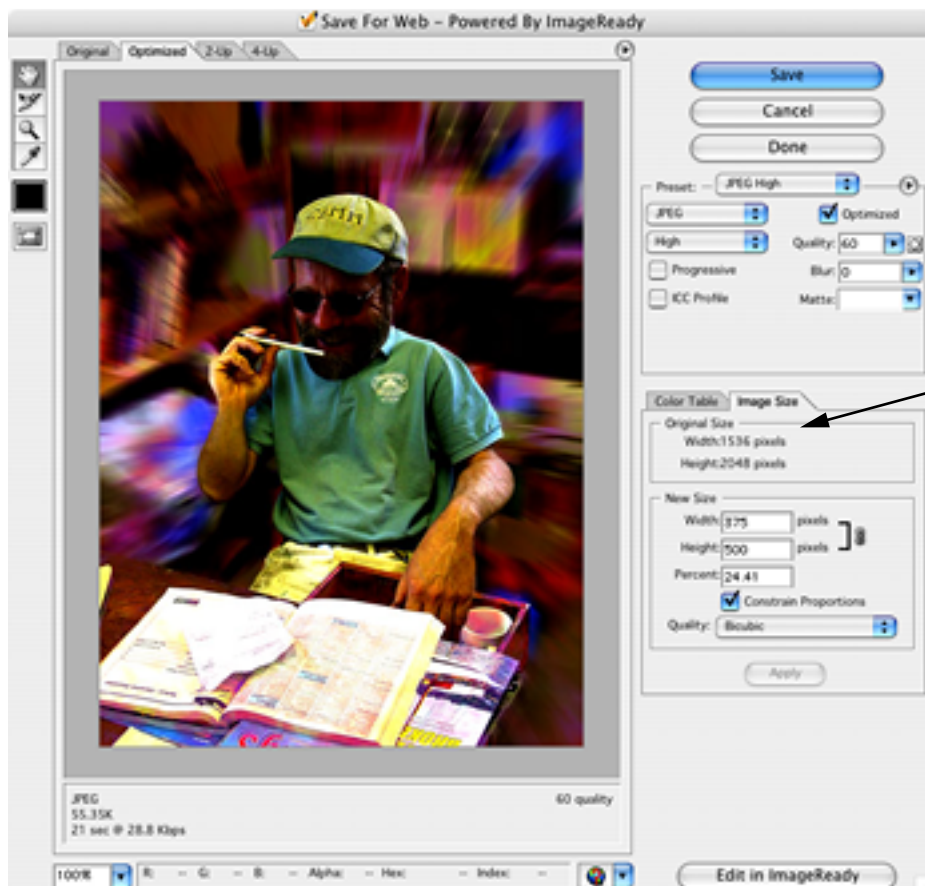 Save For Web – Powered By ImageReady
Original Optimized 2-Up 4-Up
Save
Cancel
Done
Preset: JPEG High
JPEG Optimized
High Quality: 60
Progressive Blur: 0
ICC Profile Matte:
Color Table Image Size
Original Size
Width:1536 pixels
Height:2048 pixels
New Size
Width: 375 pixels
Height: 500 pixels
Percent: 24.41
Constrain Proportions
Quality: Bicubic
Apply
JPEG 60 quality
55.35K
21 sec @ 28.8 Kbps
100% R: -- G: -- B: -- Alpha: -- Hex: -- Index: --
Edit in ImageReady